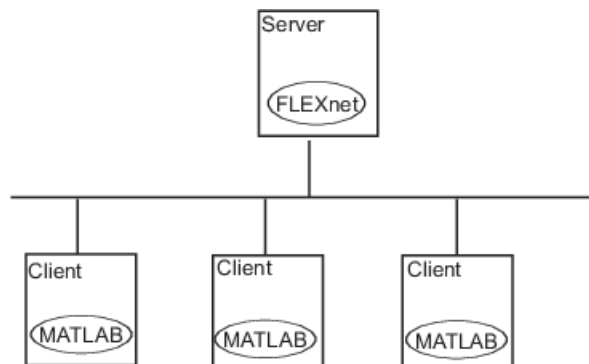 Server
FLEXnet
Client
MATLAB
Client
MATLAB
Client
MATLAB